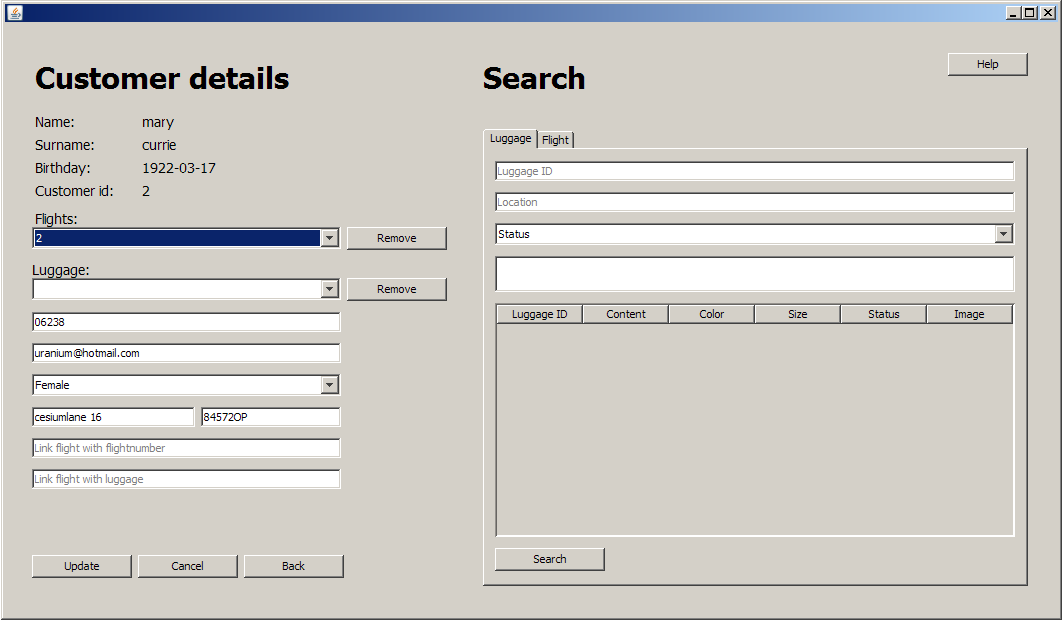 Customer details
Name: mary
Surname: currie
Birthday: 1922-03-17
Customer id: 2
Flights:
2
Remove
Luggage:
Remove
06238
uranium@hotmail.com
Female
cesiumlane 16 84572OP
Link flight with flightnumber
Link flight with luggage
Update Cancel Back
Search
Help
Luggage Flight
Luggage ID
Location
Status
Luggage ID Content Color Size Status Image
Search